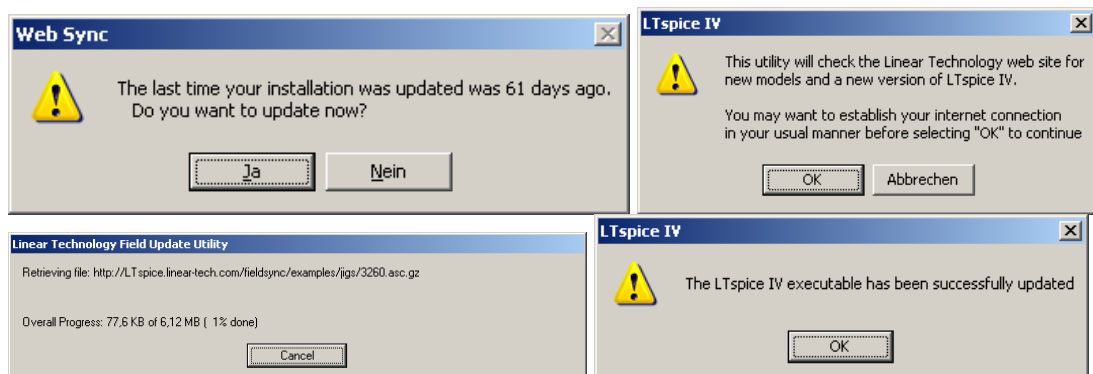 Web Sync
The last time your installation was updated was 61 days ago.
Do you want to update now?
Ja
Nein
LTspice IV
This utility will check the Linear Technology web site for
new models and a new version of LTspice IV.
You may want to establish your internet connection
in your usual manner before selecting "OK" to continue
OK
Abbrechen
Linear Technology Field Update Utility
Retrieving file: http://LTspice.linear-tech.com/fieldsync/examples/jigs/3260.asc.gz
Overall Progress: 77,6 KB of 6,12 MB ( 1% done)
Cancel
LTspice IV
The LTspice IV executable has been successfully updated
OK